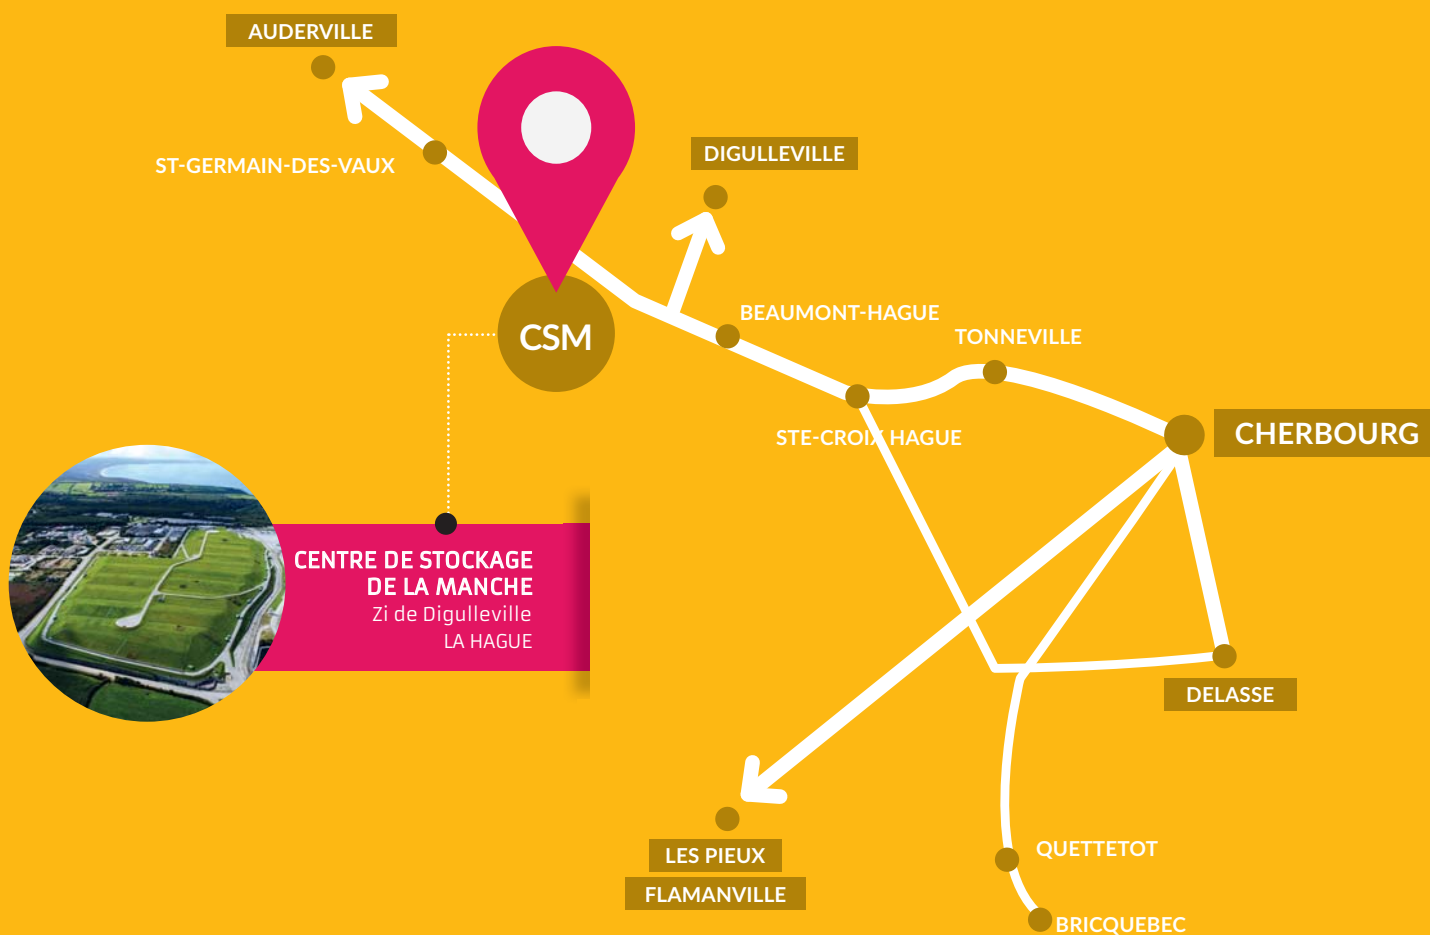 AUDERVILLE
ST-GERMAIN-DES-VAUX
DIGULLEVILLE
CSM
BEAUMONT-HAGUE
TONNEVILLE
STE-CROIX HAGUE
CHERBOURG
CENTRE DE STOCKAGE
DE LA MANCHE
Zi de Digulleville
LA HAGUE
DELASSE
LES PIEUX
FLAMANVILLE
QUETTETOT
BRICQUEBEC